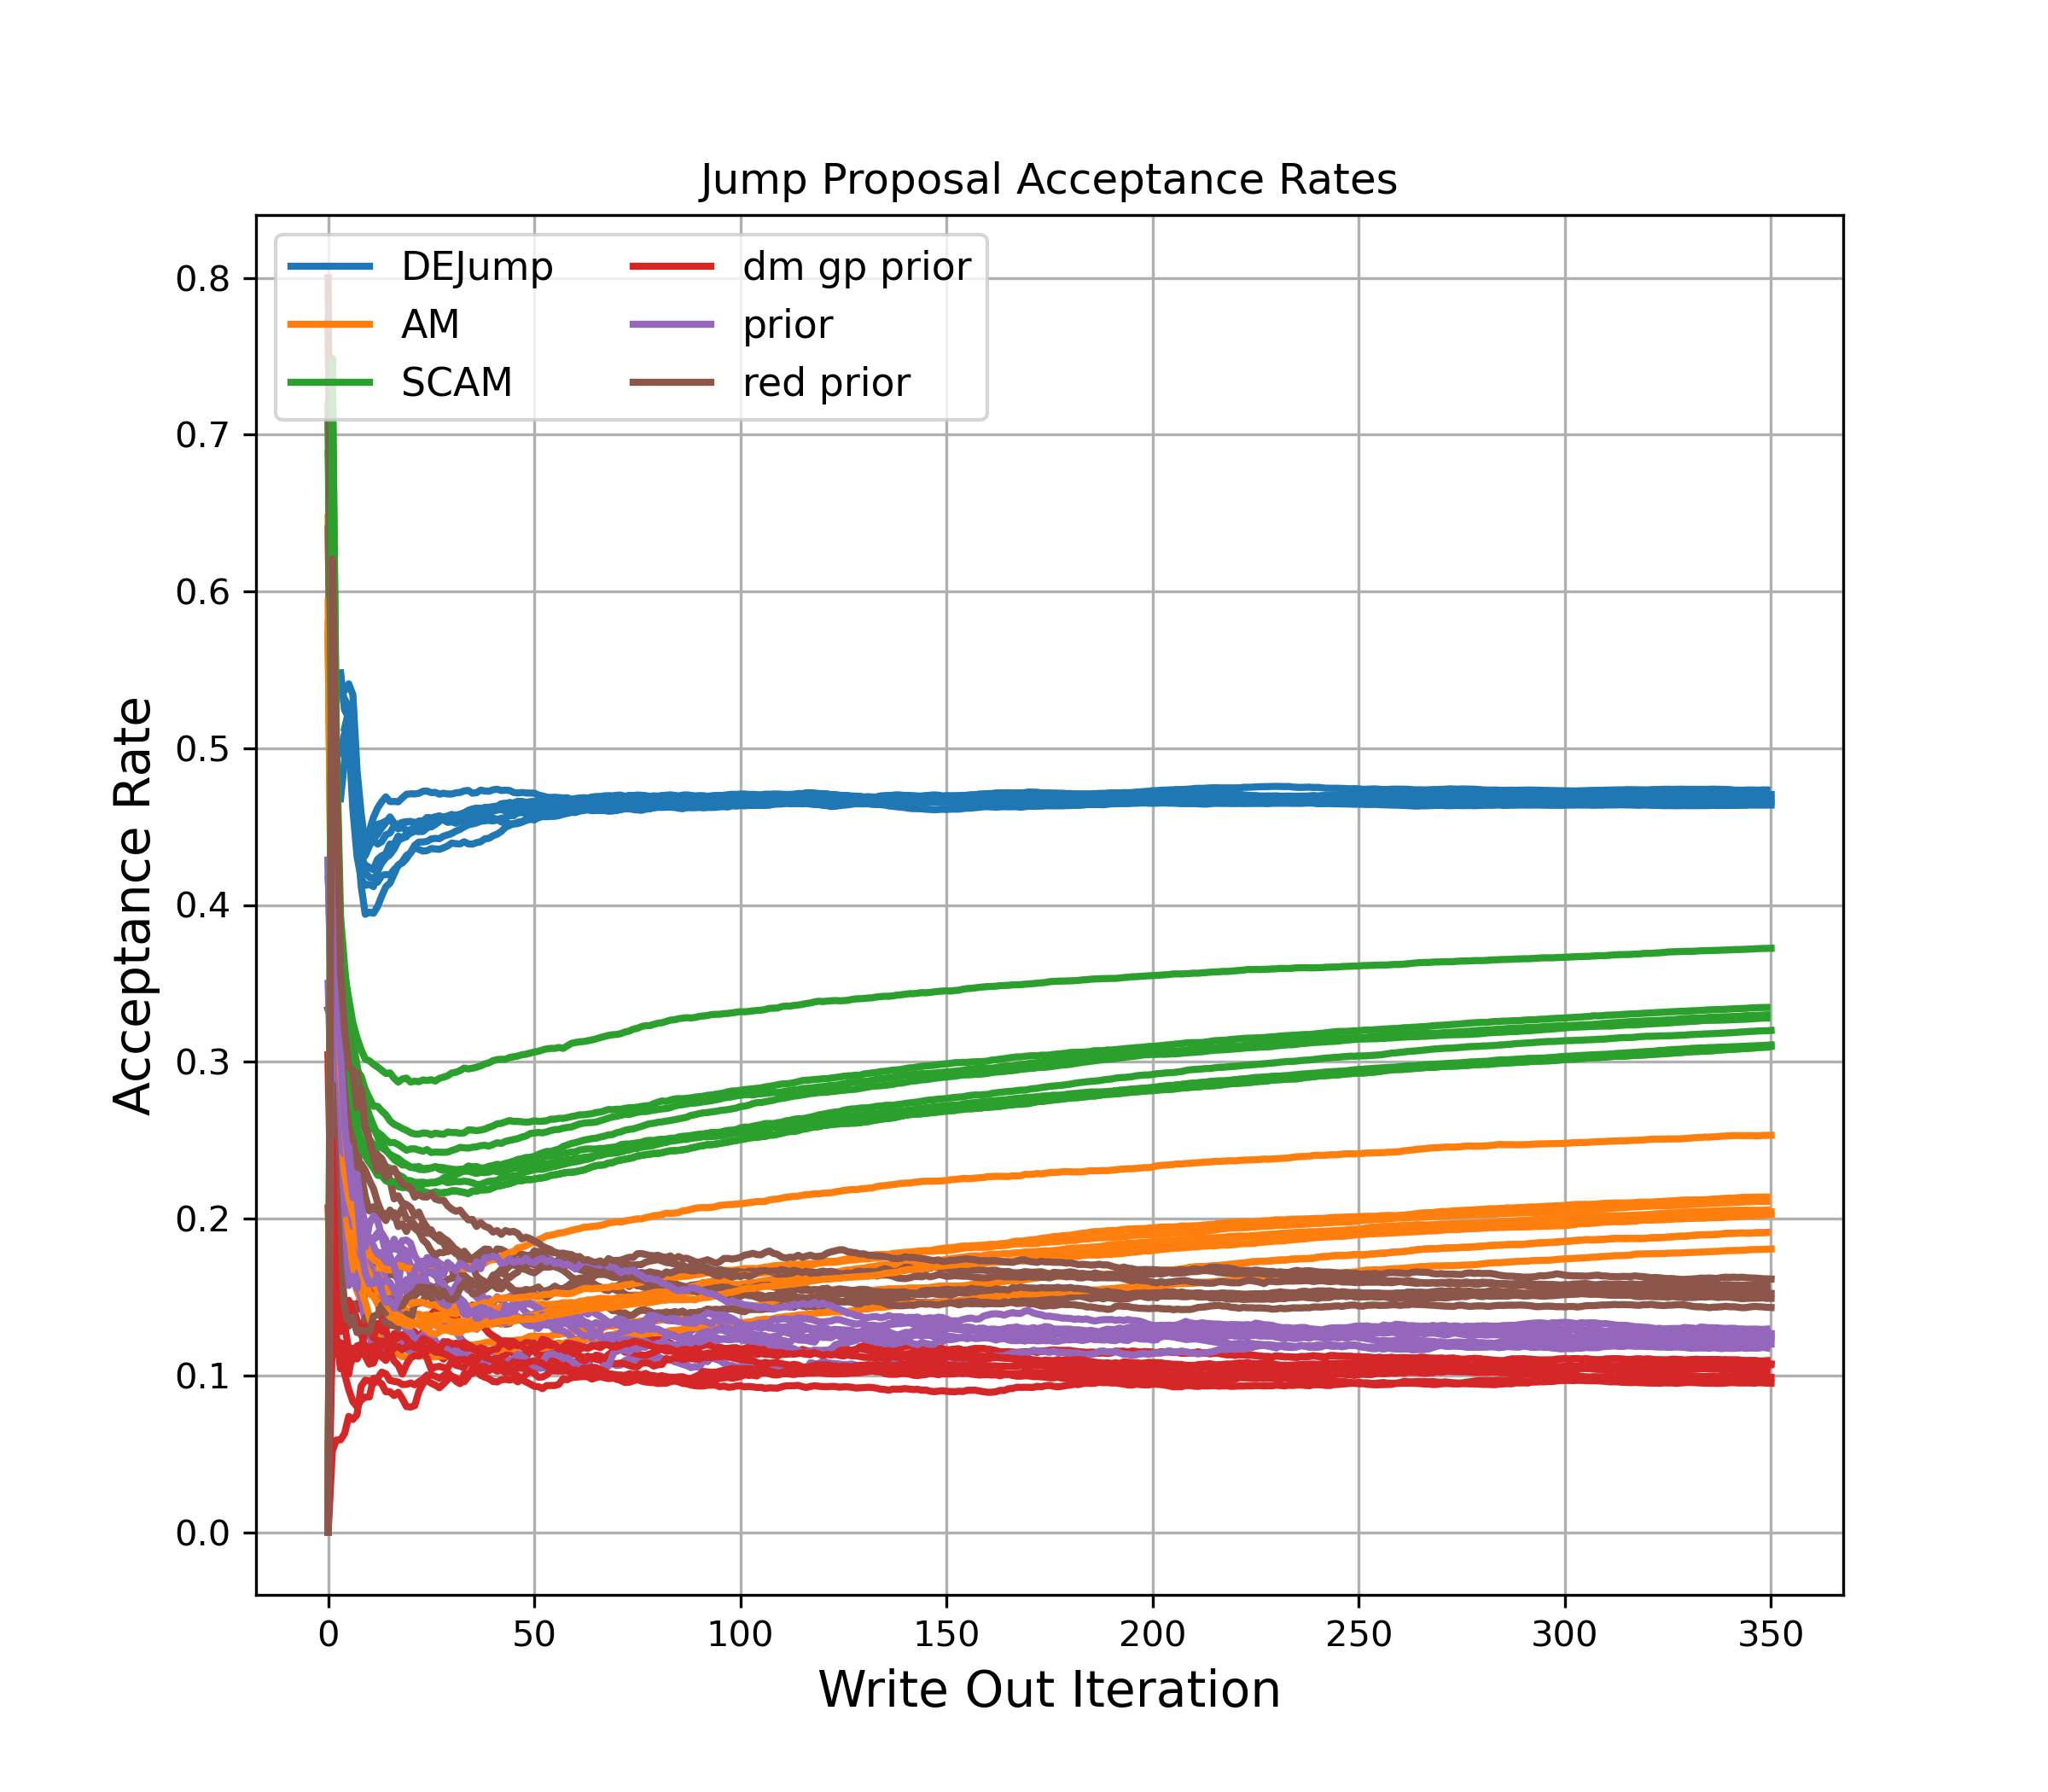 Jump Proposal Acceptance Rates
DEJump
AM
SCAM
dm gp prior
prior
red prior
0.8
0.7
0.6
0.5
0.4
0.3
0.2
0.1
0.0
Acceptance Rate
0 50 100 150 200 250 300 350
Write Out Iteration